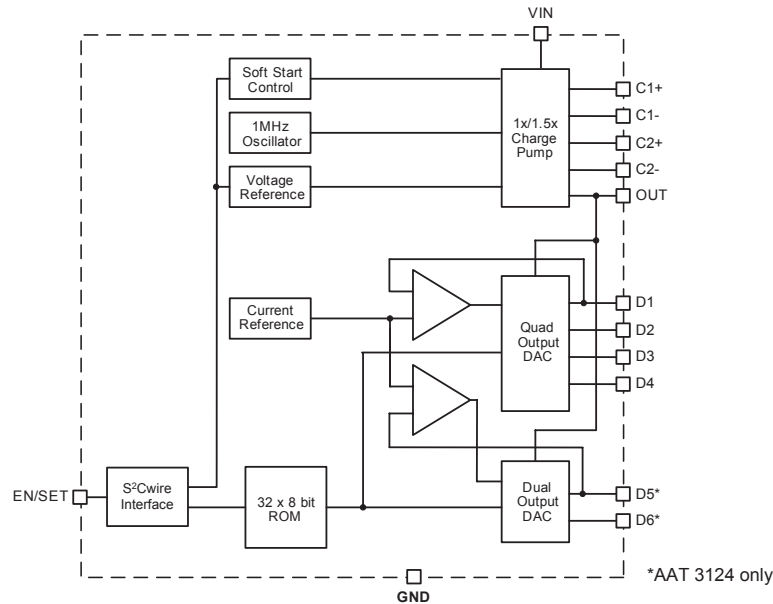 VIN
Soft Start
Control
1MHz
Oscillator
Voltage
Reference
1x/1.5x
Charge
Pump
C1+
C1-
C2+
C2-
OUT
Current
Reference
Quad
Output
DAC
D1
D2
D3
D4
EN/SET
S²Cwire
Interface
32 x 8 bit
ROM
Dual
Output
DAC
D5*
D6*
*AAT 3124 only
GND